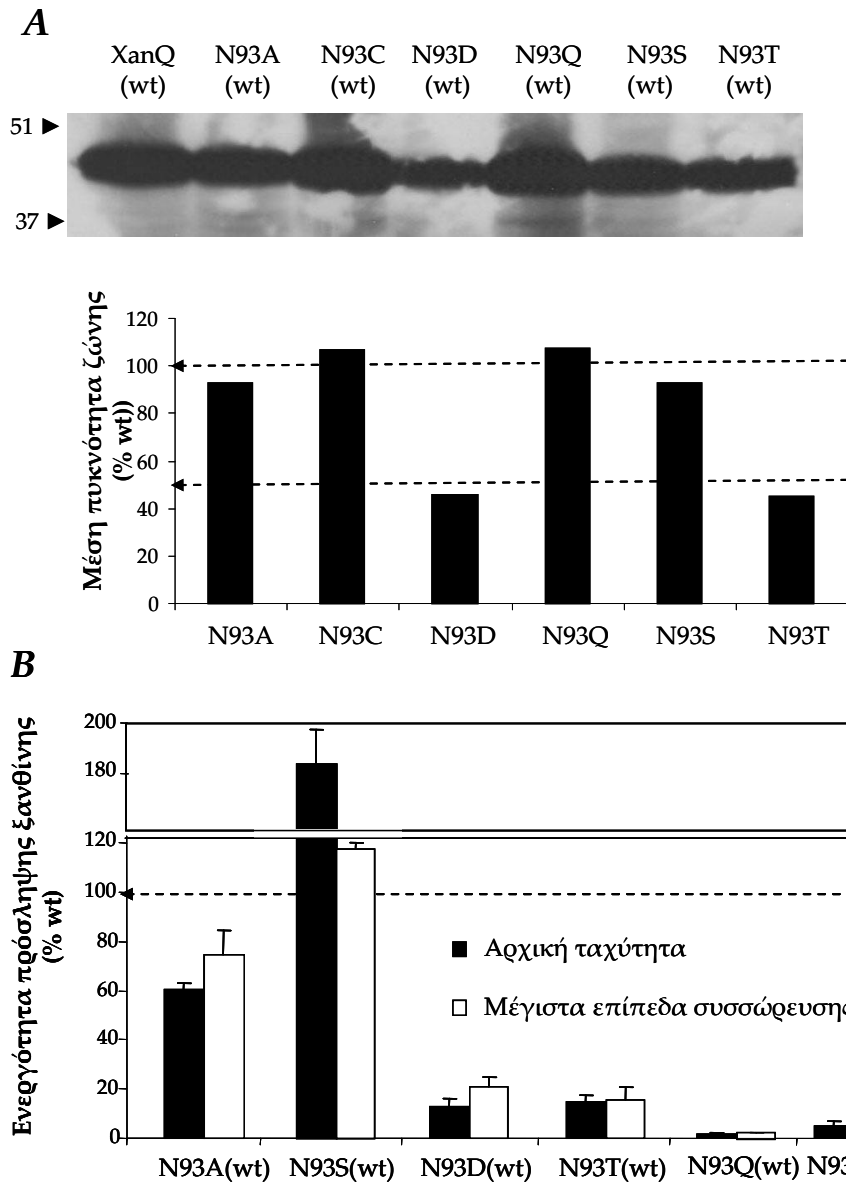 A
XanQ N93A N93C N93D N93Q N93S N93T
(wt) (wt) (wt) (wt) (wt) (wt) (wt)
51
37
Μέση πυκνότητα ζώνης
(% wt))
120
100
80
60
40
20
0
N93A N93C N93D N93Q N93S N93T
B
Ενεργότητα πρόσληψης ξανθίνης
(% wt)
200
180
120
100
80
60
40
20
0
Αρχική ταχύτητα
Μέγιστα επίπεδα συσσώρευσης
N93A(wt) N93S(wt) N93D(wt) N93T(wt) N93Q(wt)